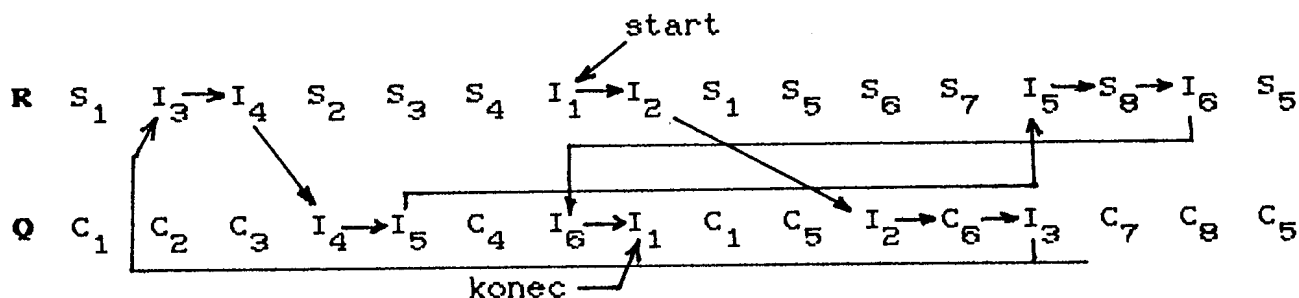 start
R S₁ I₃ I₄ S₂ S₃ S₄ I₁ I₂ S₁ S₅ S₆ S₇ I₅ S₈ I₆ S₅
Q C₁ C₂ C₃ I₄ I₅ C₄ I₆ I₁ C₁ C₅ I₂ C₆ I₃ C₇ C₈ C₅
konec